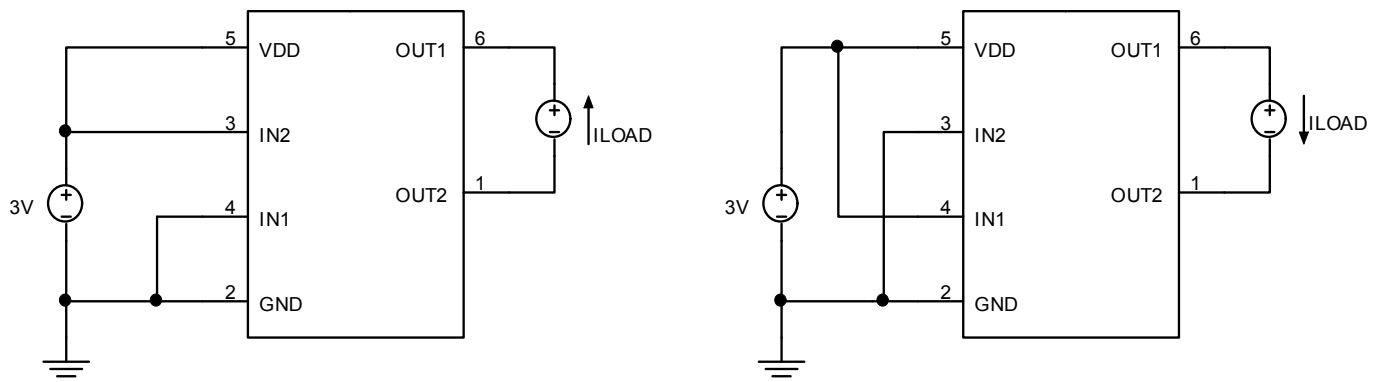 5 VDD OUT1 6
3 IN2
ILOAD
OUT2 1
3V
4 IN1
2 GND
5 VDD OUT1 6
3 IN2
ILOAD
OUT2 1
3V
4 IN1
2 GND